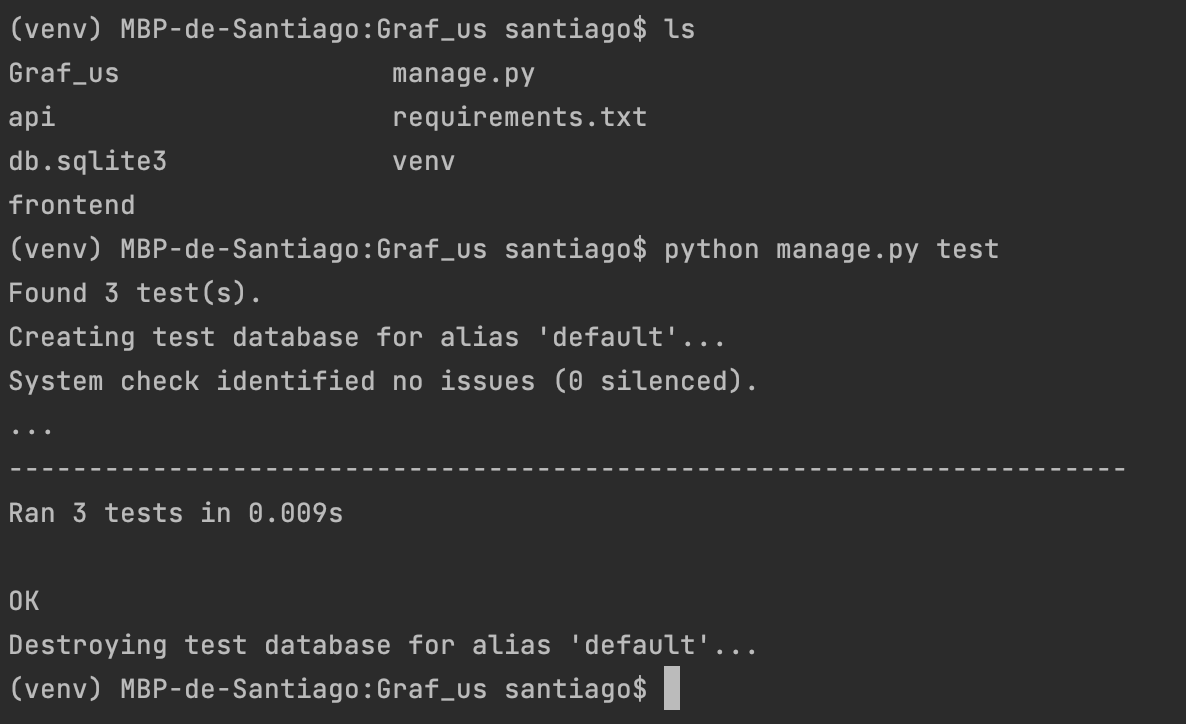 (venv) MBP-de-Santiago:Graf_us santiago$ ls
Graf_us                 manage.py
api                     requirements.txt
db.sqlite3              venv
frontend
(venv) MBP-de-Santiago:Graf_us santiago$ python manage.py test
Found 3 test(s).
Creating test database for alias 'default'...
System check identified no issues (0 silenced).
...
----------------------------------------------------------------------
Ran 3 tests in 0.009s

OK
Destroying test database for alias 'default'...
(venv) MBP-de-Santiago:Graf_us santiago$